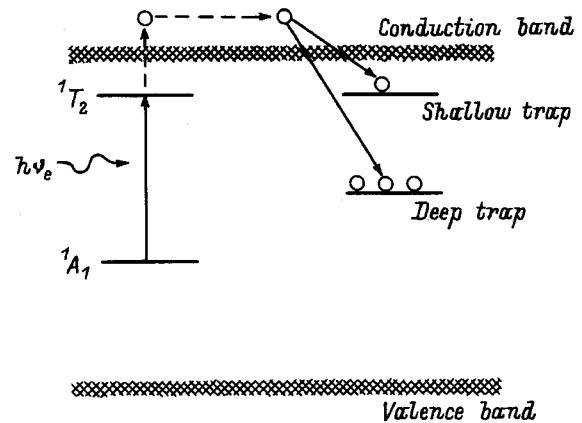 Conduction band
¹T₂
Shallow trap
hνₑ
Deep trap
¹A₁
Valence band